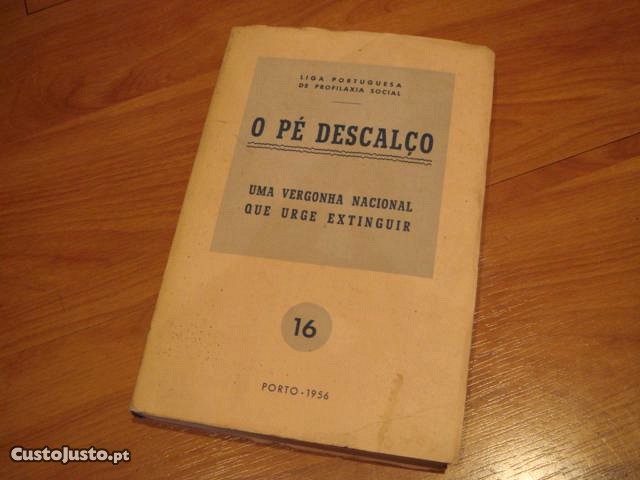 LIGA PORTUGUESA
DE PROFILAXIA SOCIAL
O PÉ DESCALÇO
UMA VERGONHA NACIONAL
QUE URGE EXTINGUIR
16
PORTO - 1956
CustoJusto.pt